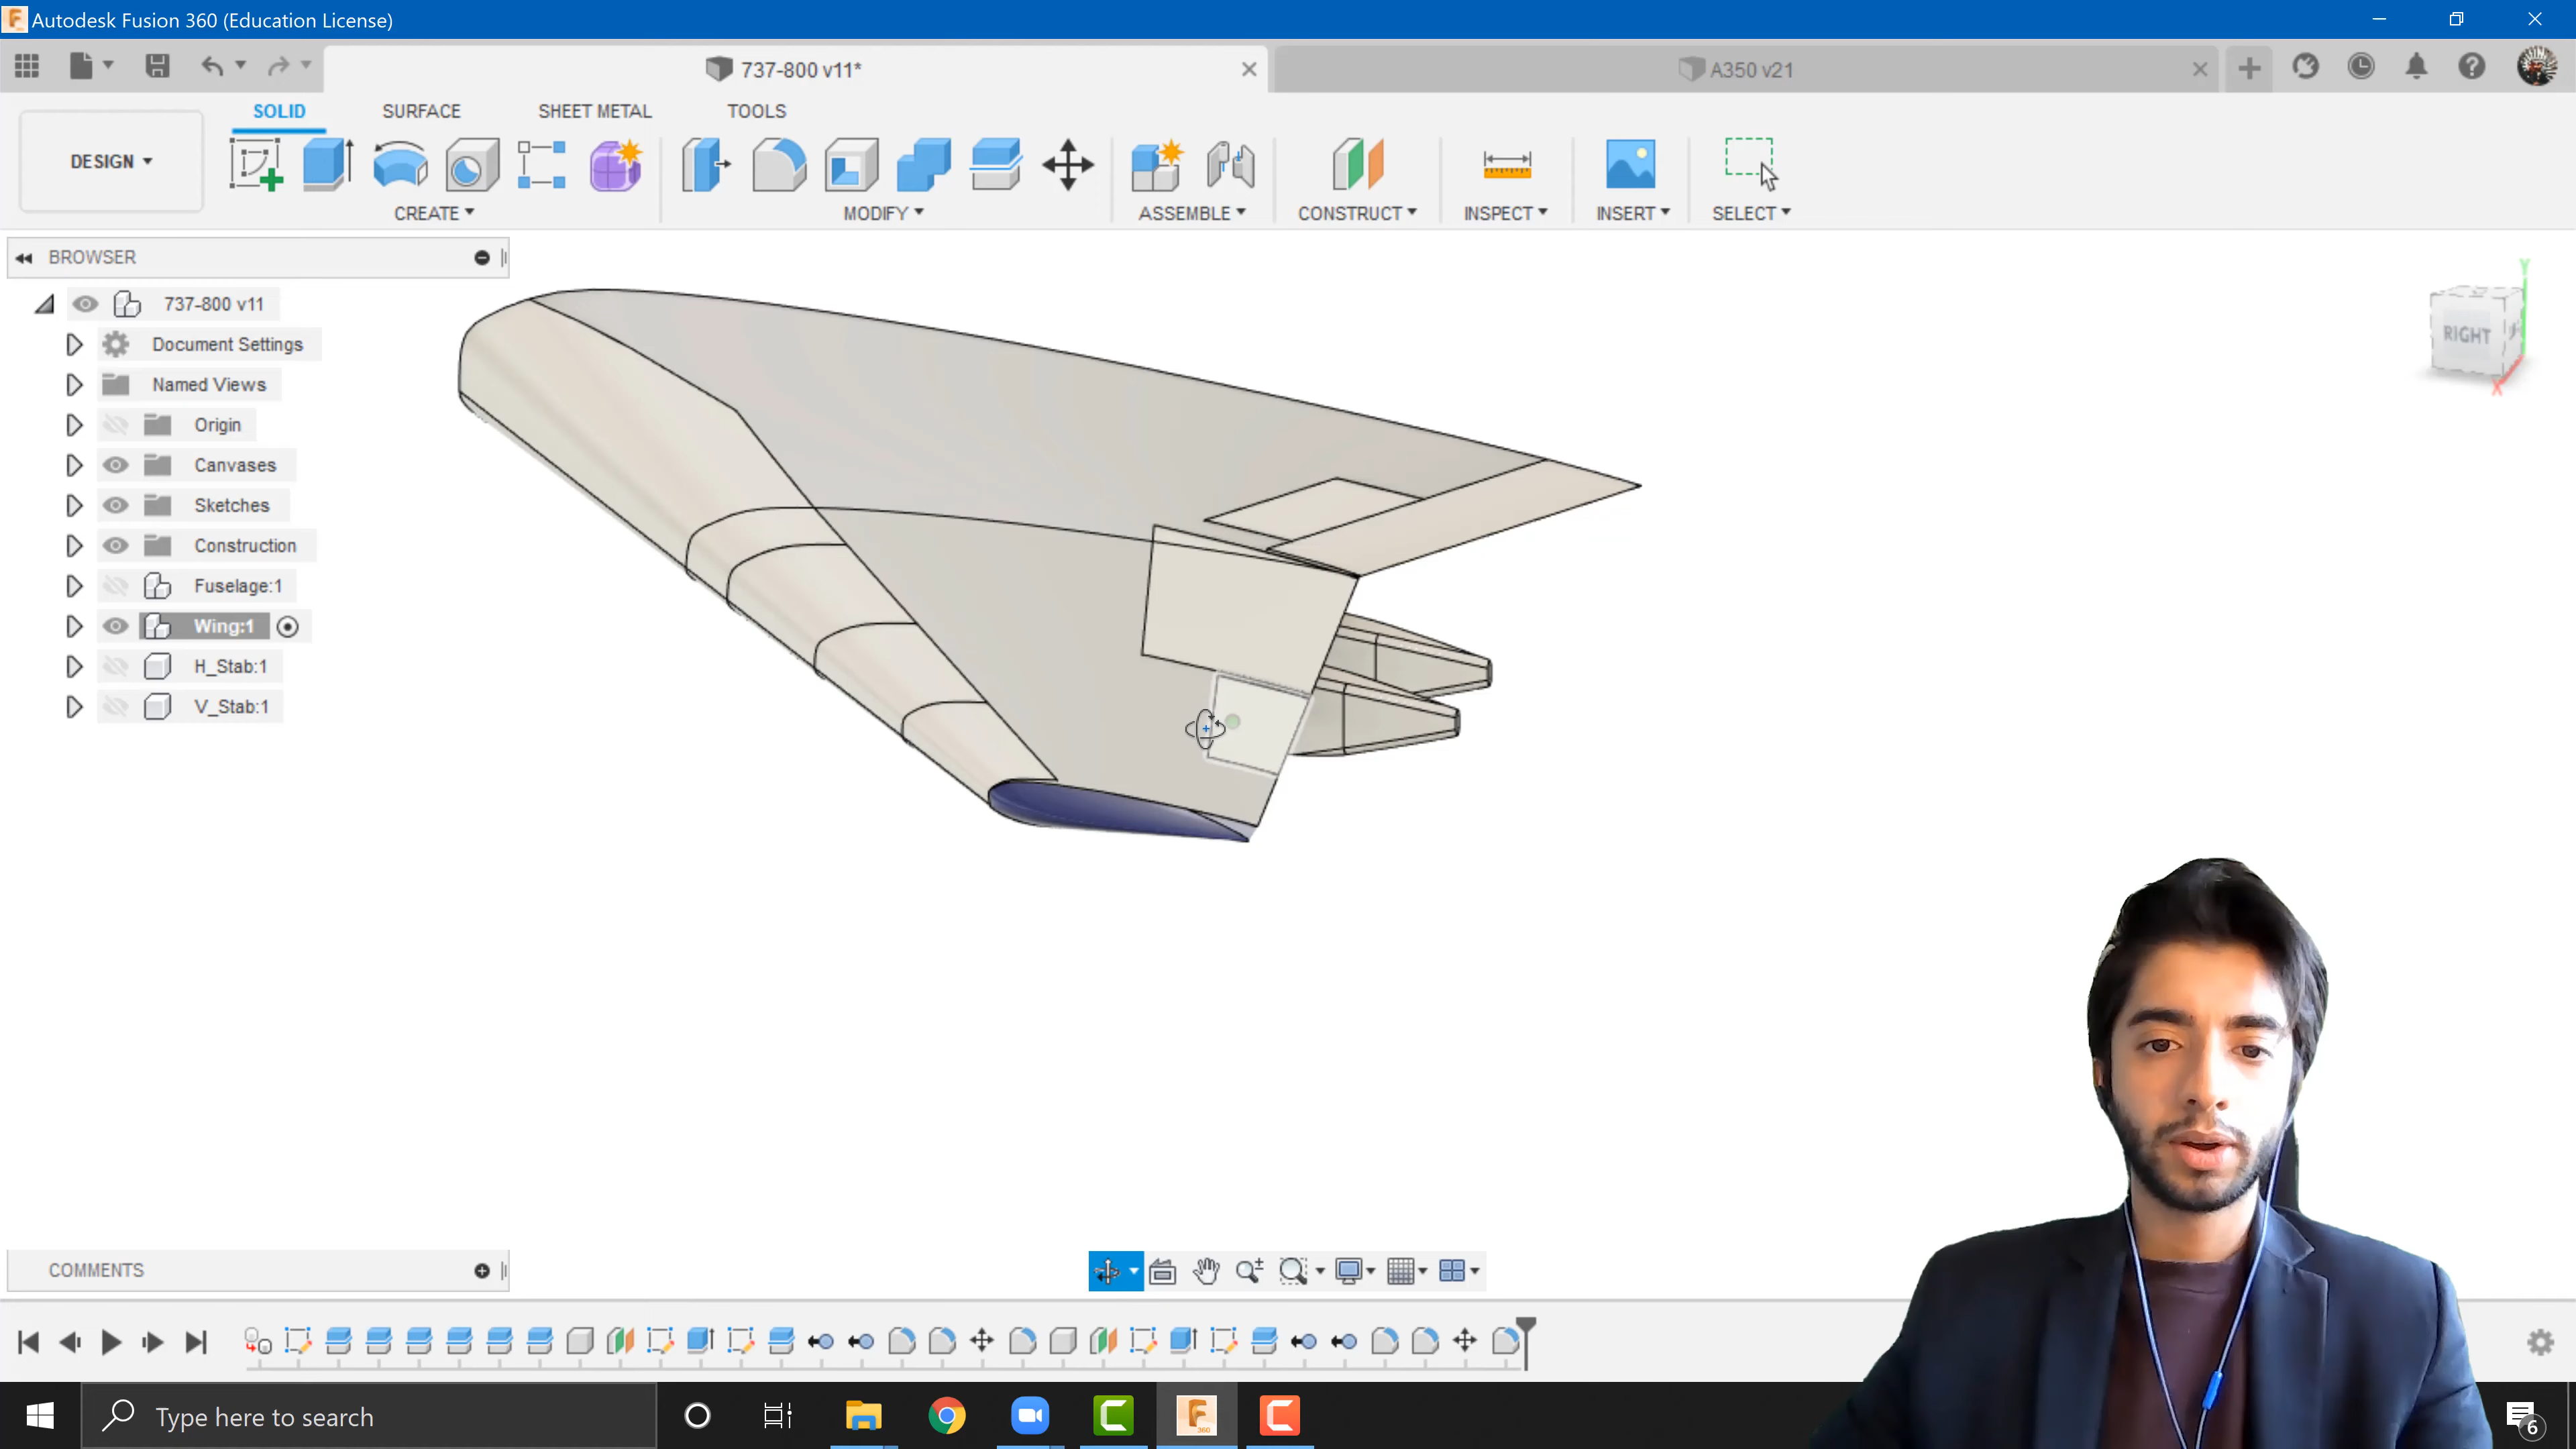 Autodesk Fusion 360 (Education License)
737-800 v11*
A350 v21
SOLID
SURFACE
SHEET METAL
TOOLS
DESIGN
CREATE
MODIFY
ASSEMBLE
CONSTRUCT
INSPECT
INSERT
SELECT
BROWSER
737-800 v11
Document Settings
Named Views
Origin
Canvases
Sketches
Construction
Fuselage:1
Wing:1
H_Stab:1
V_Stab:1
Y
RIGHT
X
COMMENTS
Type here to search
F
360
6